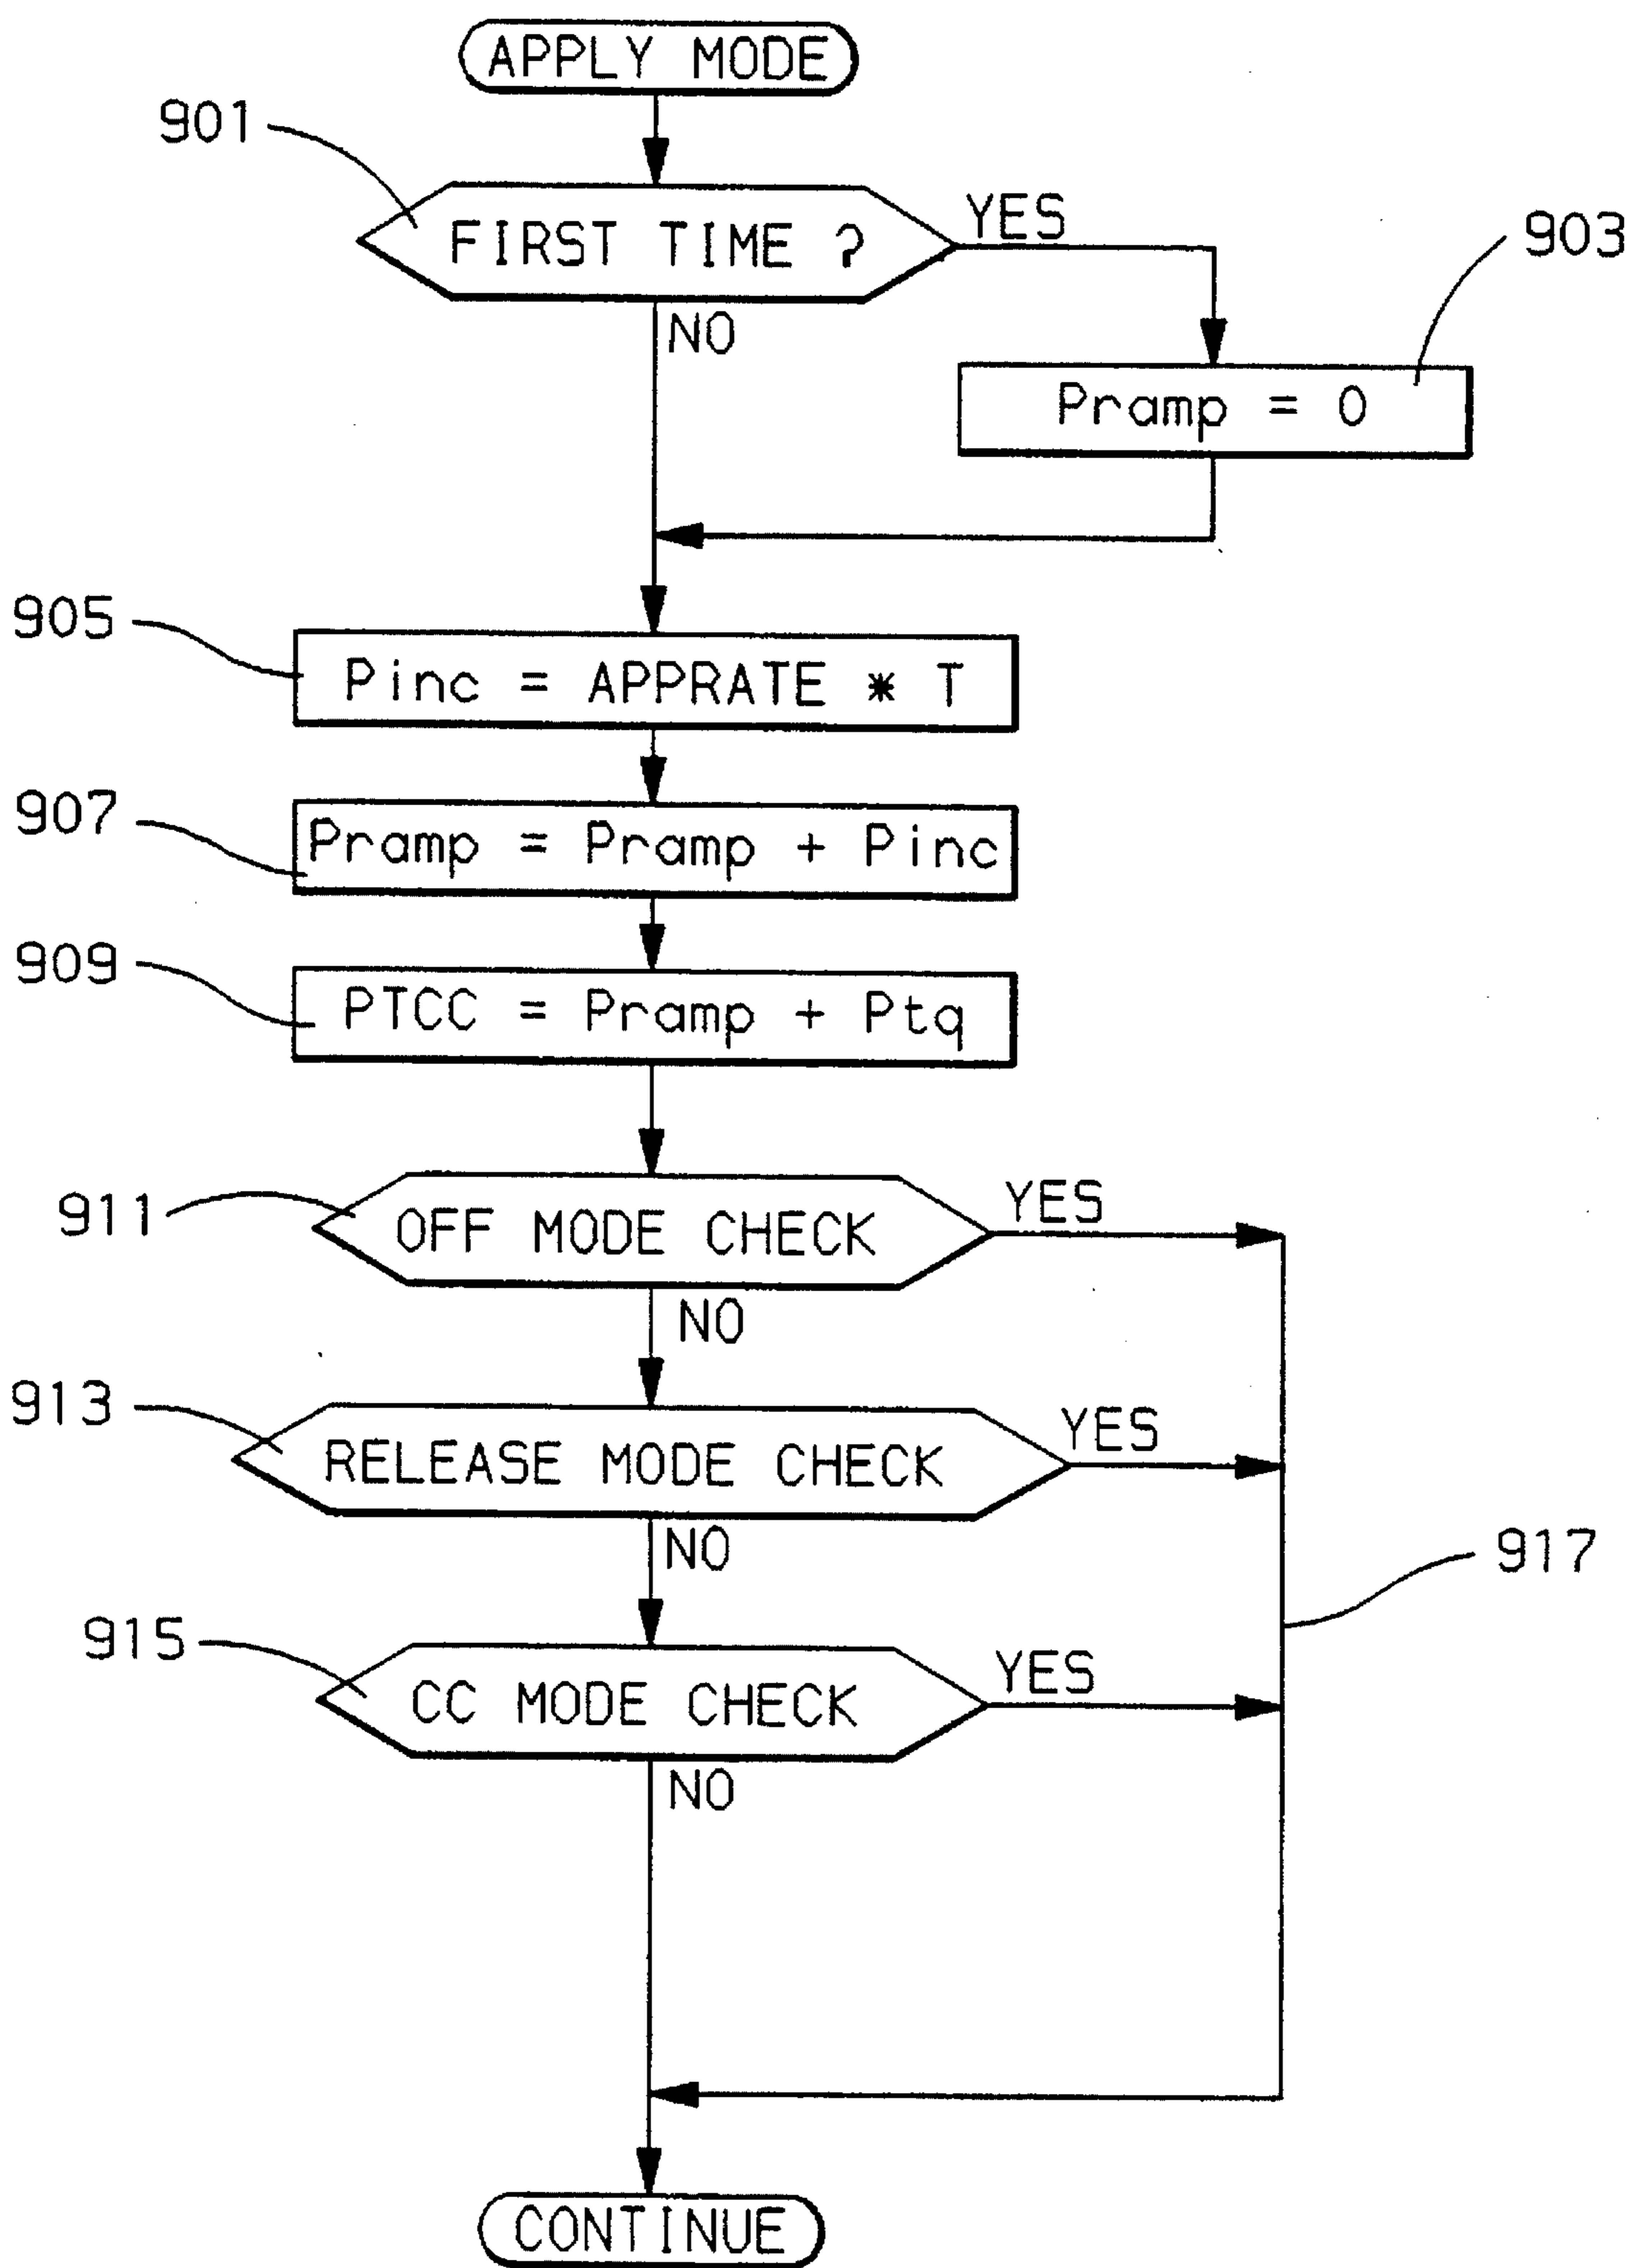 APPLY MODE
901
FIRST TIME ?
YES
903
NO
Pramp = 0
905
Pinc = APPRATE * T
907
Pramp = Pramp + Pinc
909
PTCC = Pramp + Ptq
911
OFF MODE CHECK
YES
NO
913
RELEASE MODE CHECK
YES
NO
917
915
CC MODE CHECK
YES
NO
CONTINUE